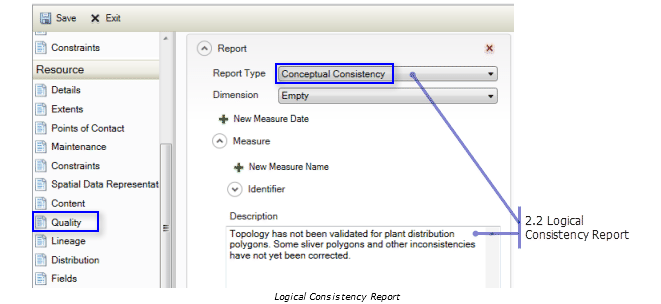 Save Exit
Constraints
Resource
Details
Extents
Points of Contact
Maintenance
Constraints
Spatial Data Representat
Content
Quality
Lineage
Distribution
Fields
Report
Report Type Conceptual Consistency
Dimension Empty
New Measure Date
Measure
New Measure Name
Identifier
Description
Topology has not been validated for plant distribution
polygons. Some sliver polygons and other inconsistencies
have not yet been corrected.
2.2 Logical
Consistency Report
Logical Consistency Report